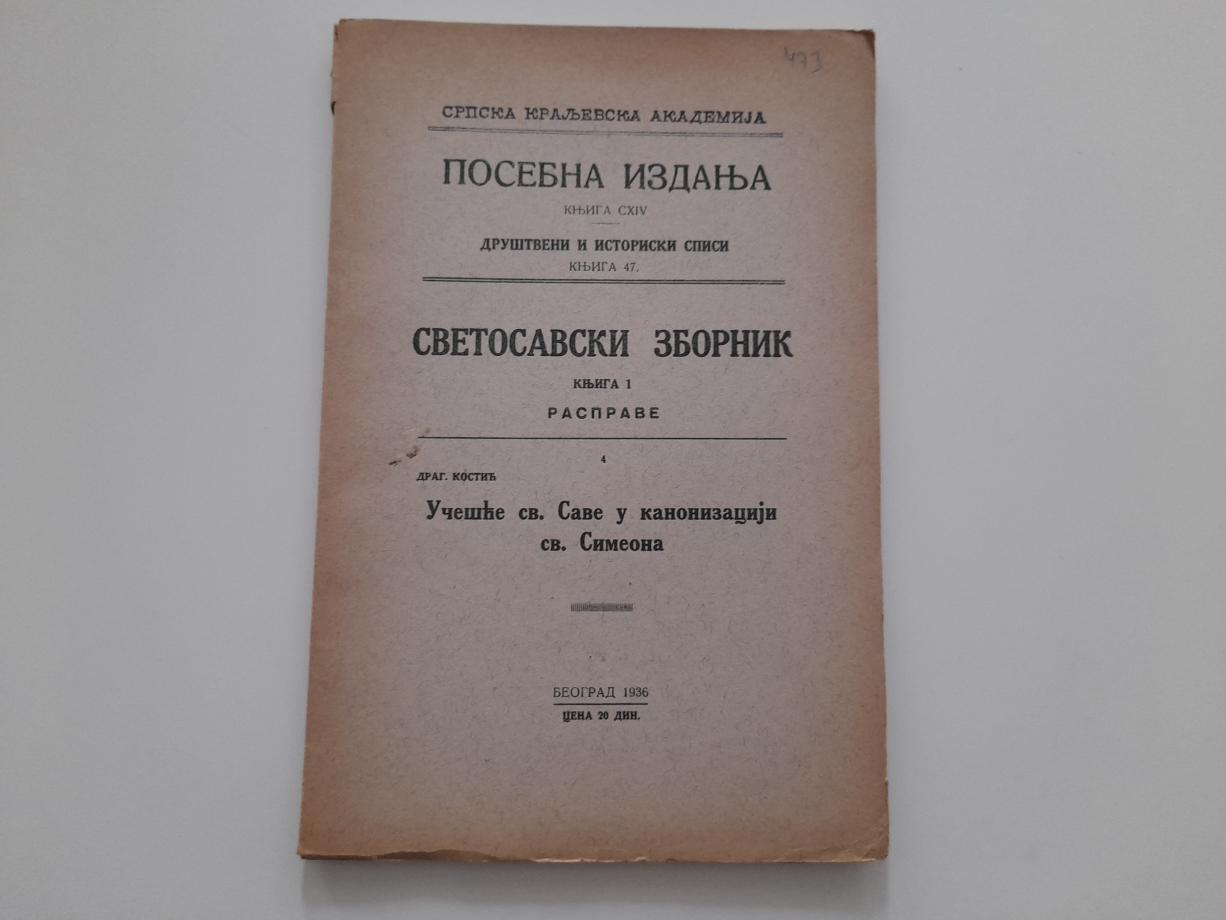 473
СРПСКА КРАЉЕВСКА АКАДЕМИЈА
ПОСЕБНА ИЗДАЊА
КЊИГА CXIV
ДРУШТВЕНИ И ИСТОРИСКИ СПИСИ
КЊИГА 47.
СВЕТОСАВСКИ ЗБОРНИК
КЊИГА 1
РАСПРАВЕ
4
ДРАГ. КОСТИЋ
Учешће св. Саве у канонизацији
св. Симеона
БЕОГРАД 1936
ЦЕНА 20 ДИН.